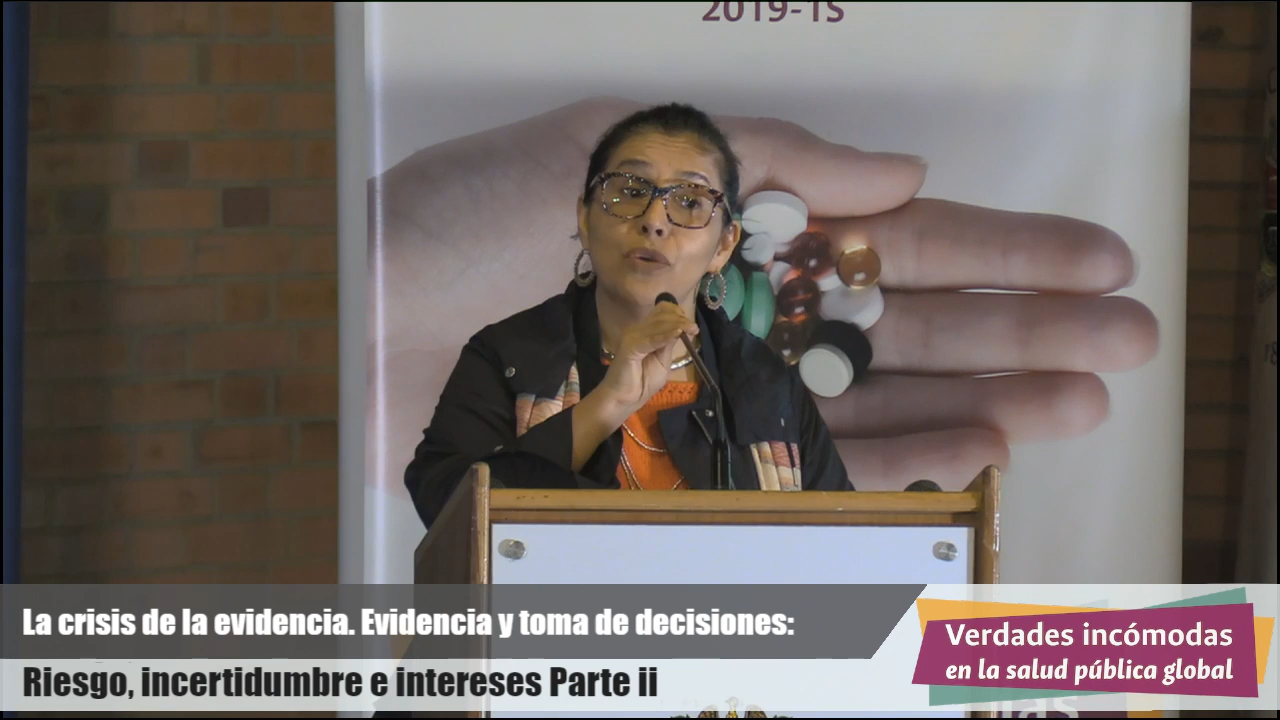 2019-1S
La crisis de la evidencia. Evidencia y toma de decisiones:
Riesgo, incertidumbre e intereses Parte ii
Verdades incómodas
en la salud pública global